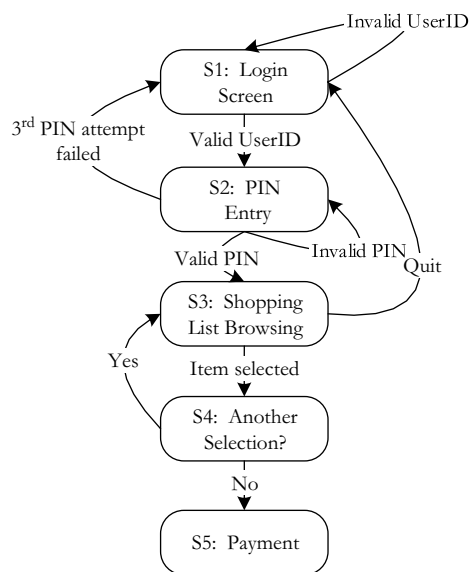 Invalid UserID
S1: Login
Screen
3rd PIN attempt
failed
Valid UserID
S2: PIN
Entry
Invalid PIN
Valid PIN
Quit
S3: Shopping
List Browsing
Yes
Item selected
S4: Another
Selection?
No
S5: Payment